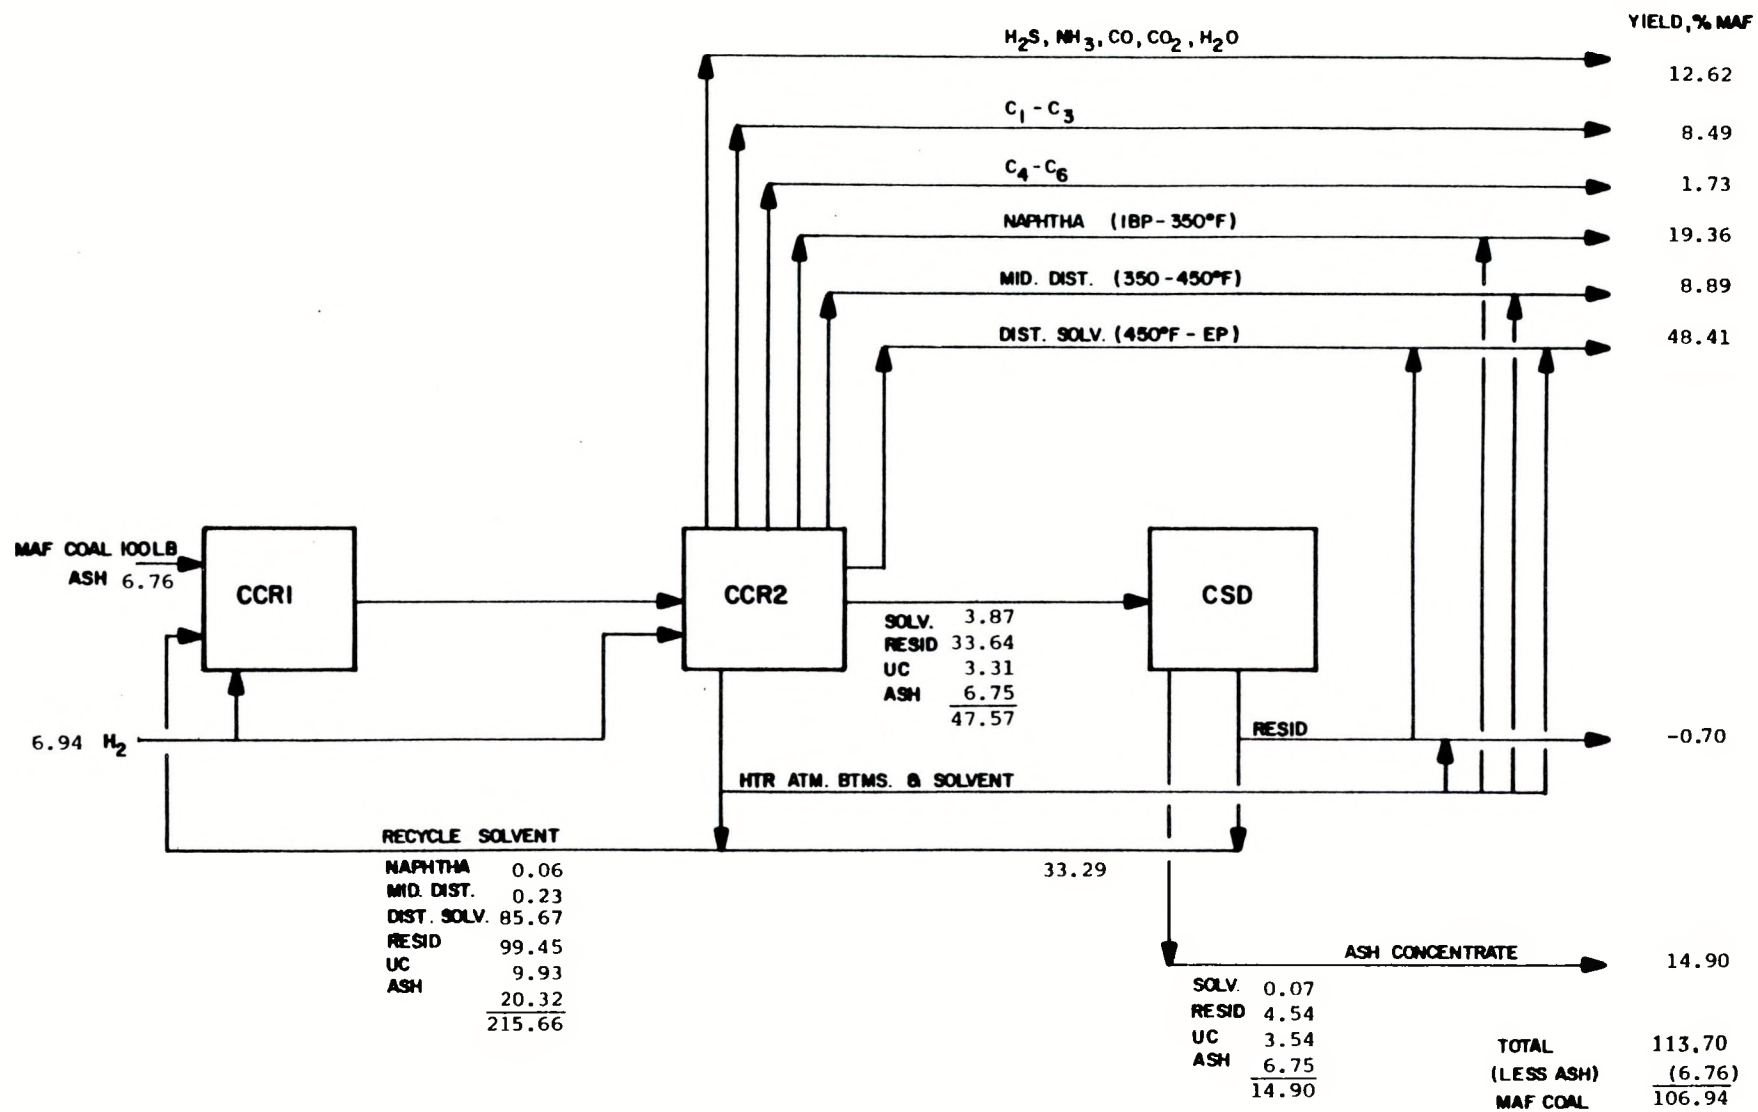 YIELD, % MAF
H₂S, NH₃, CO, CO₂, H₂O
12.62
C₁ - C₃
8.49
C₄ - C₆
1.73
NAPHTHA (IBP - 350°F)
19.36
MID. DIST. (350 - 450°F)
8.89
DIST. SOLV. (450°F - EP)
48.41
MAF COAL 100 LB
ASH 6.76
CCR1
CCR2
CSD
SOLV. 3.87
RESID 33.64
UC 3.31
ASH 6.75
47.57
6.94 H₂
RESID
-0.70
HTR ATM. BTMS. & SOLVENT
RECYCLE SOLVENT
NAPHTHA 0.06
MID. DIST. 0.23
DIST. SOLV. 85.67
RESID 99.45
UC 9.93
ASH 20.32
215.66
33.29
ASH CONCENTRATE
14.90
SOLV. 0.07
RESID 4.54
UC 3.54
ASH 6.75
14.90
TOTAL 113.70
(LESS ASH) (6.76)
MAF COAL 106.94